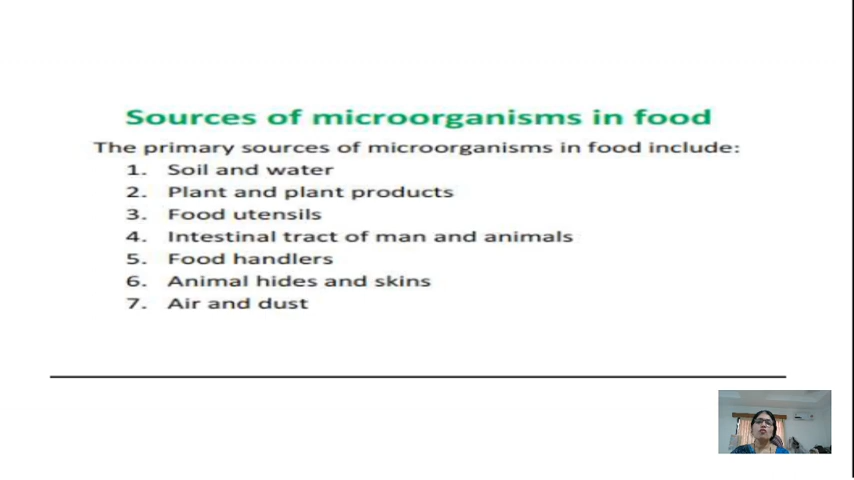 Sources of microorganisms in food
The primary sources of microorganisms in food include:
1. Soil and water
2. Plant and plant products
3. Food utensils
4. Intestinal tract of man and animals
5. Food handlers
6. Animal hides and skins
7. Air and dust